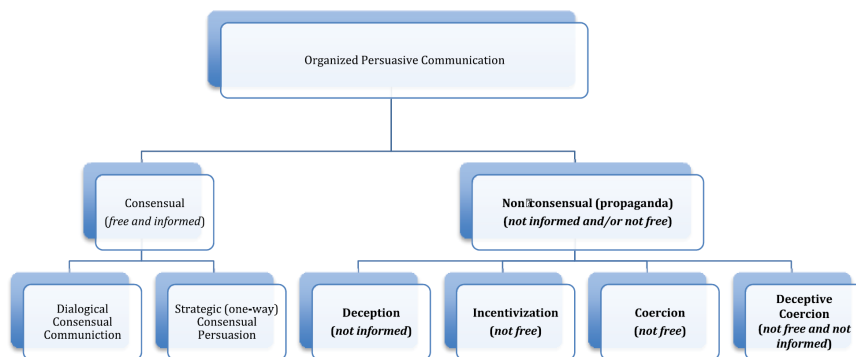 Organized Persuasive Communication
Consensual
(free and informed)
Non-consensual (propaganda)
(not informed and/or not free)
Dialogical
Consensual
Communiction
Strategic (one-way)
Consensual
Persuasion
Deception
(not informed)
Incentivization
(not free)
Coercion
(not free)
Deceptive
Coercion
(not free and not
informed)